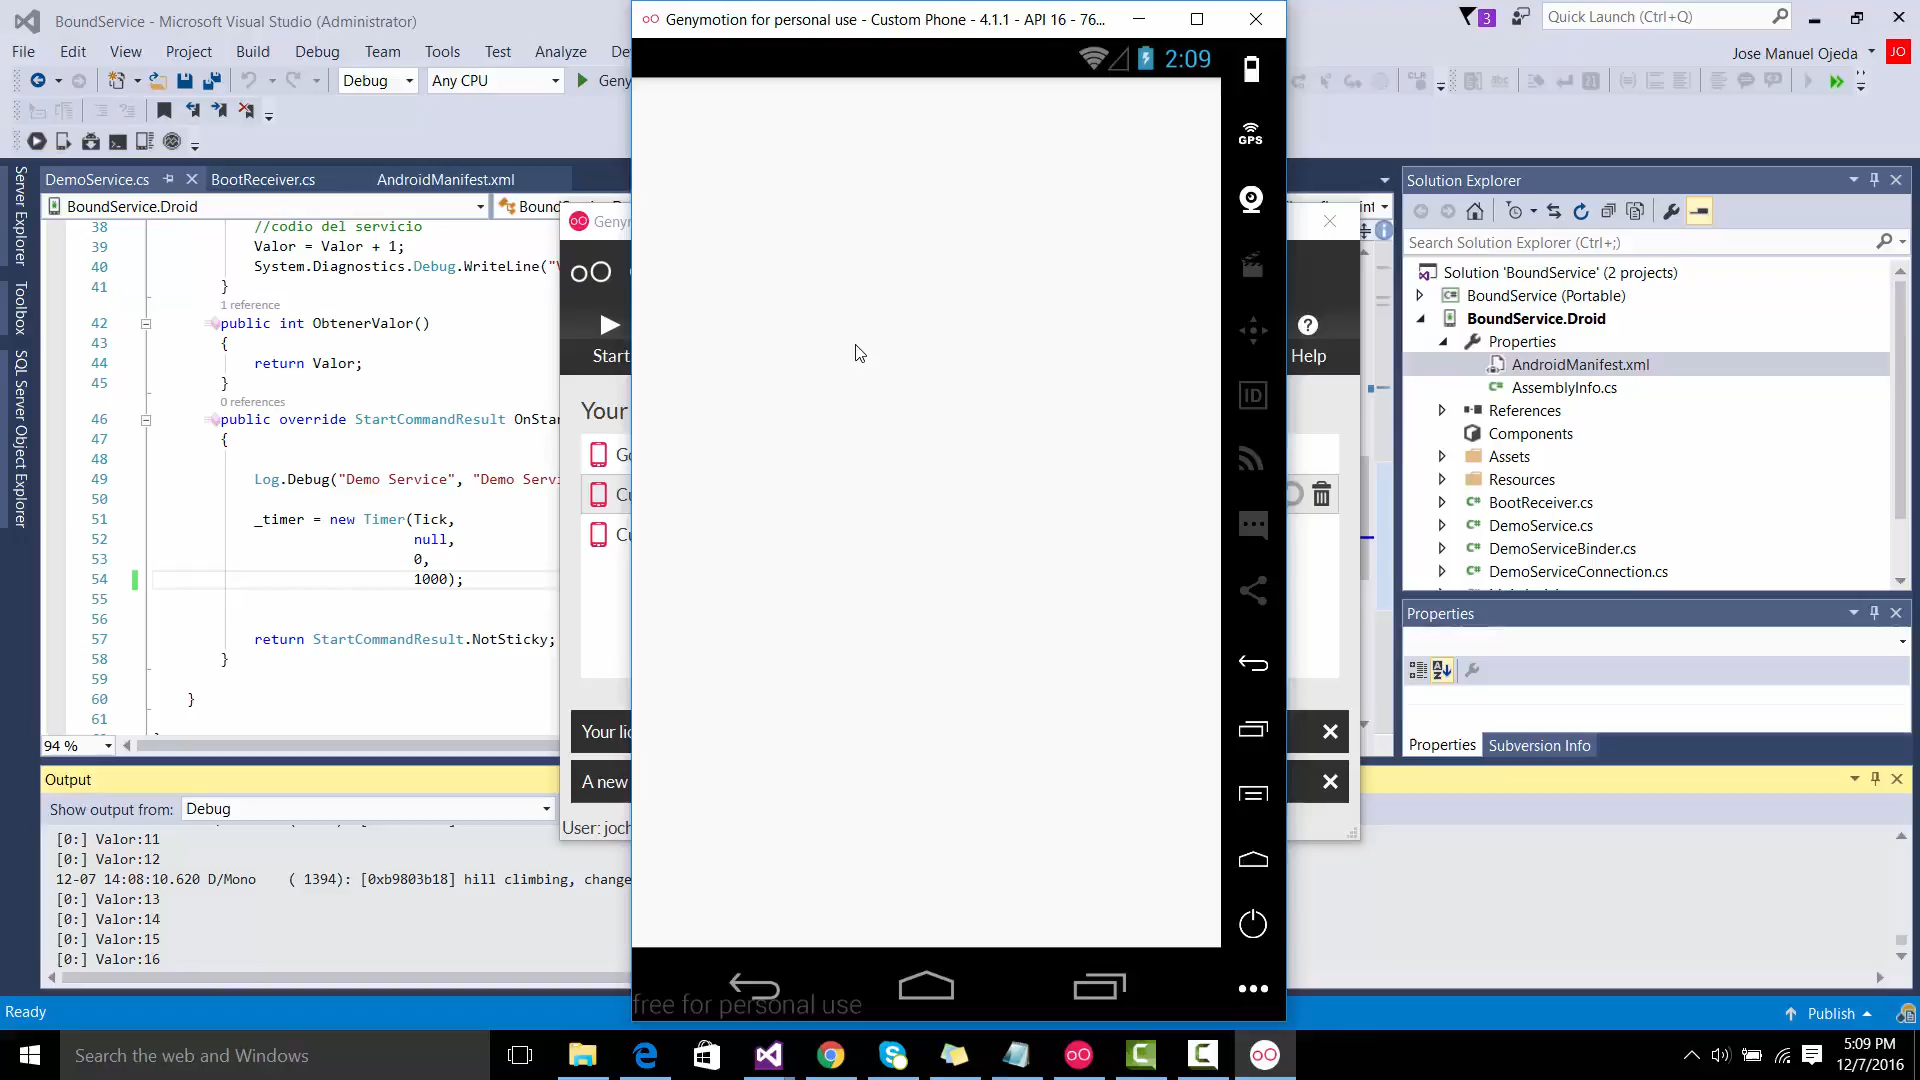 BoundService - Microsoft Visual Studio (Administrator)
Genymotion for personal use - Custom Phone - 4.1.1 - API 16 - 76...
3
Quick Launch (Ctrl+Q)
File Edit View Project Build Debug Team Tools Test Analyze
Jose Manuel Ojeda
JO
Debug
Any CPU
2:09
GPS
DemoService.cs
BootReceiver.cs
AndroidManifest.xml
BoundService.Droid
38 //codio del servicio
39 Valor = Valor + 1;
40 System.Diagnostics.Debug.WriteLine("
41 }
1 reference
42 public int ObtenerValor()
43 {
44 return Valor;
45 }
0 references
46 public override StartCommandResult
47 {
48
49 Log.Debug("Demo Service", "Demo
50
51 _timer = new Timer(Tick,
52 null,
53 0,
54 1000);
55
56
57 return StartCommandResult.NotSticky;
58 }
59
60 }
61
94 %
Server Explorer
Toolbox
SQL Server Object Explorer
Start
Your
Help
ID
A new
User:
free for personal use
Output
Show output from: Debug
[0:] Valor:11
[0:] Valor:12
12-07 14:08:10.620 D/Mono ( 1394): [0xb9803b18] hill climbing, change
[0:] Valor:13
[0:] Valor:14
[0:] Valor:15
[0:] Valor:16
Solution Explorer
Search Solution Explorer (Ctrl+;)
Solution 'BoundService' (2 projects)
BoundService (Portable)
BoundService.Droid
Properties
AndroidManifest.xml
AssemblyInfo.cs
References
Components
Assets
Resources
BootReceiver.cs
DemoService.cs
DemoServiceBinder.cs
DemoServiceConnection.cs
Properties
Properties
Subversion Info
Ready
Publish
Search the web and Windows
5:09 PM
12/7/2016